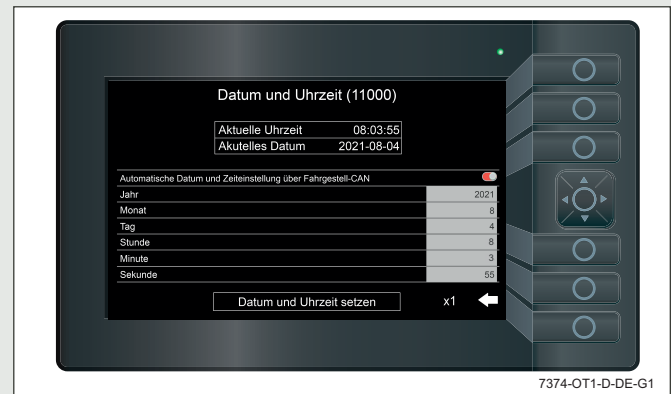 Datum und Uhrzeit (11000)
Aktuelle Uhrzeit 08:03:55
Akutelles Datum 2021-08-04
Automatische Datum und Zeiteinstellung über Fahrgestell-CAN
Jahr 2021
Monat 8
Tag 4
Stunde 8
Minute 3
Sekunde 55
Datum und Uhrzeit setzen x1
7374-OT1-D-DE-G1